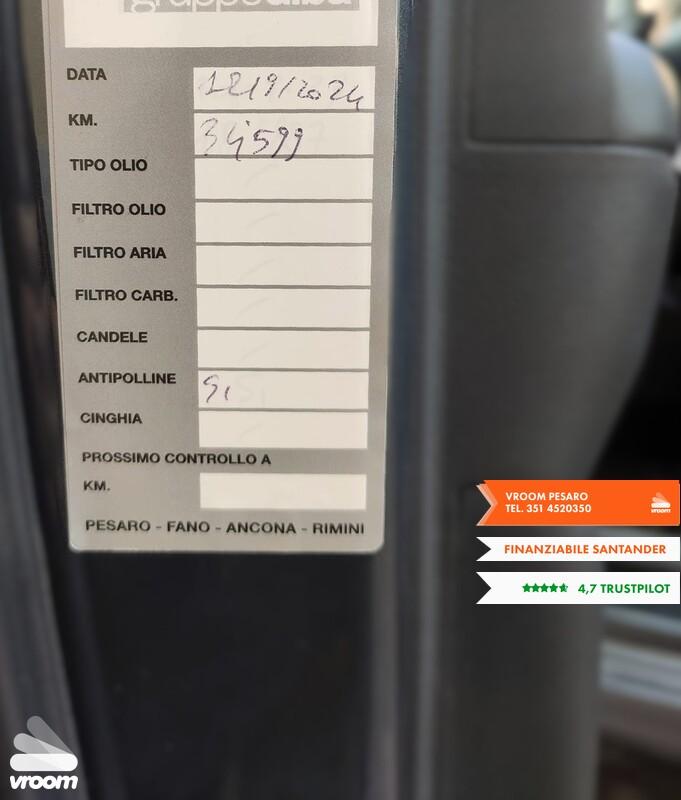 gruppoalba
DATA 12/9/2024
KM. 34599
TIPO OLIO
FILTRO OLIO
FILTRO ARIA
FILTRO CARB.
CANDELE
ANTIPOLLINE Si
CINGHIA
PROSSIMO CONTROLLO A
KM.
PESARO - FANO - ANCONA - RIMINI
VROOM PESARO
TEL. 351 4520350
vroom
FINANZIABILE SANTANDER
4,7 TRUSTPILOT
vroom